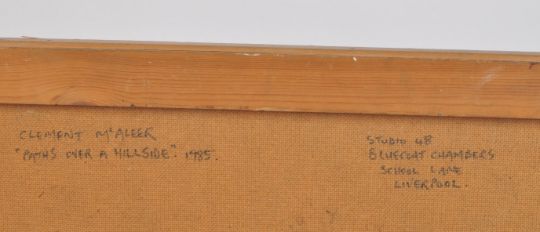 CLEMENT McALEER
"PATHS OVER A HILLSIDE". 1985.
STUDIO 48
BLUECOAT CHAMBERS
SCHOOL LANE
LIVERPOOL.